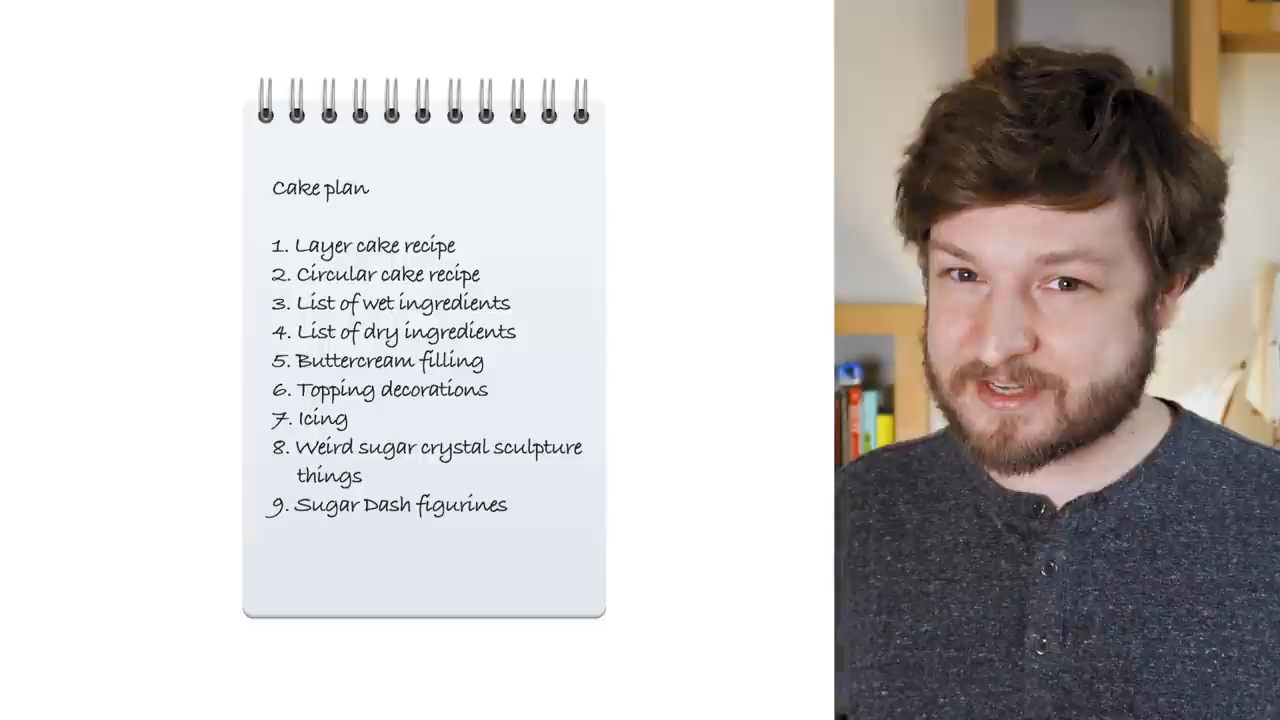 Cake plan
1. Layer cake recipe
2. Circular cake recipe
3. List of wet ingredients
4. List of dry ingredients
5. Buttercream filling
6. Topping decorations
7. Icing
8. Weird sugar crystal sculpture
things
9. Sugar Dash figurines